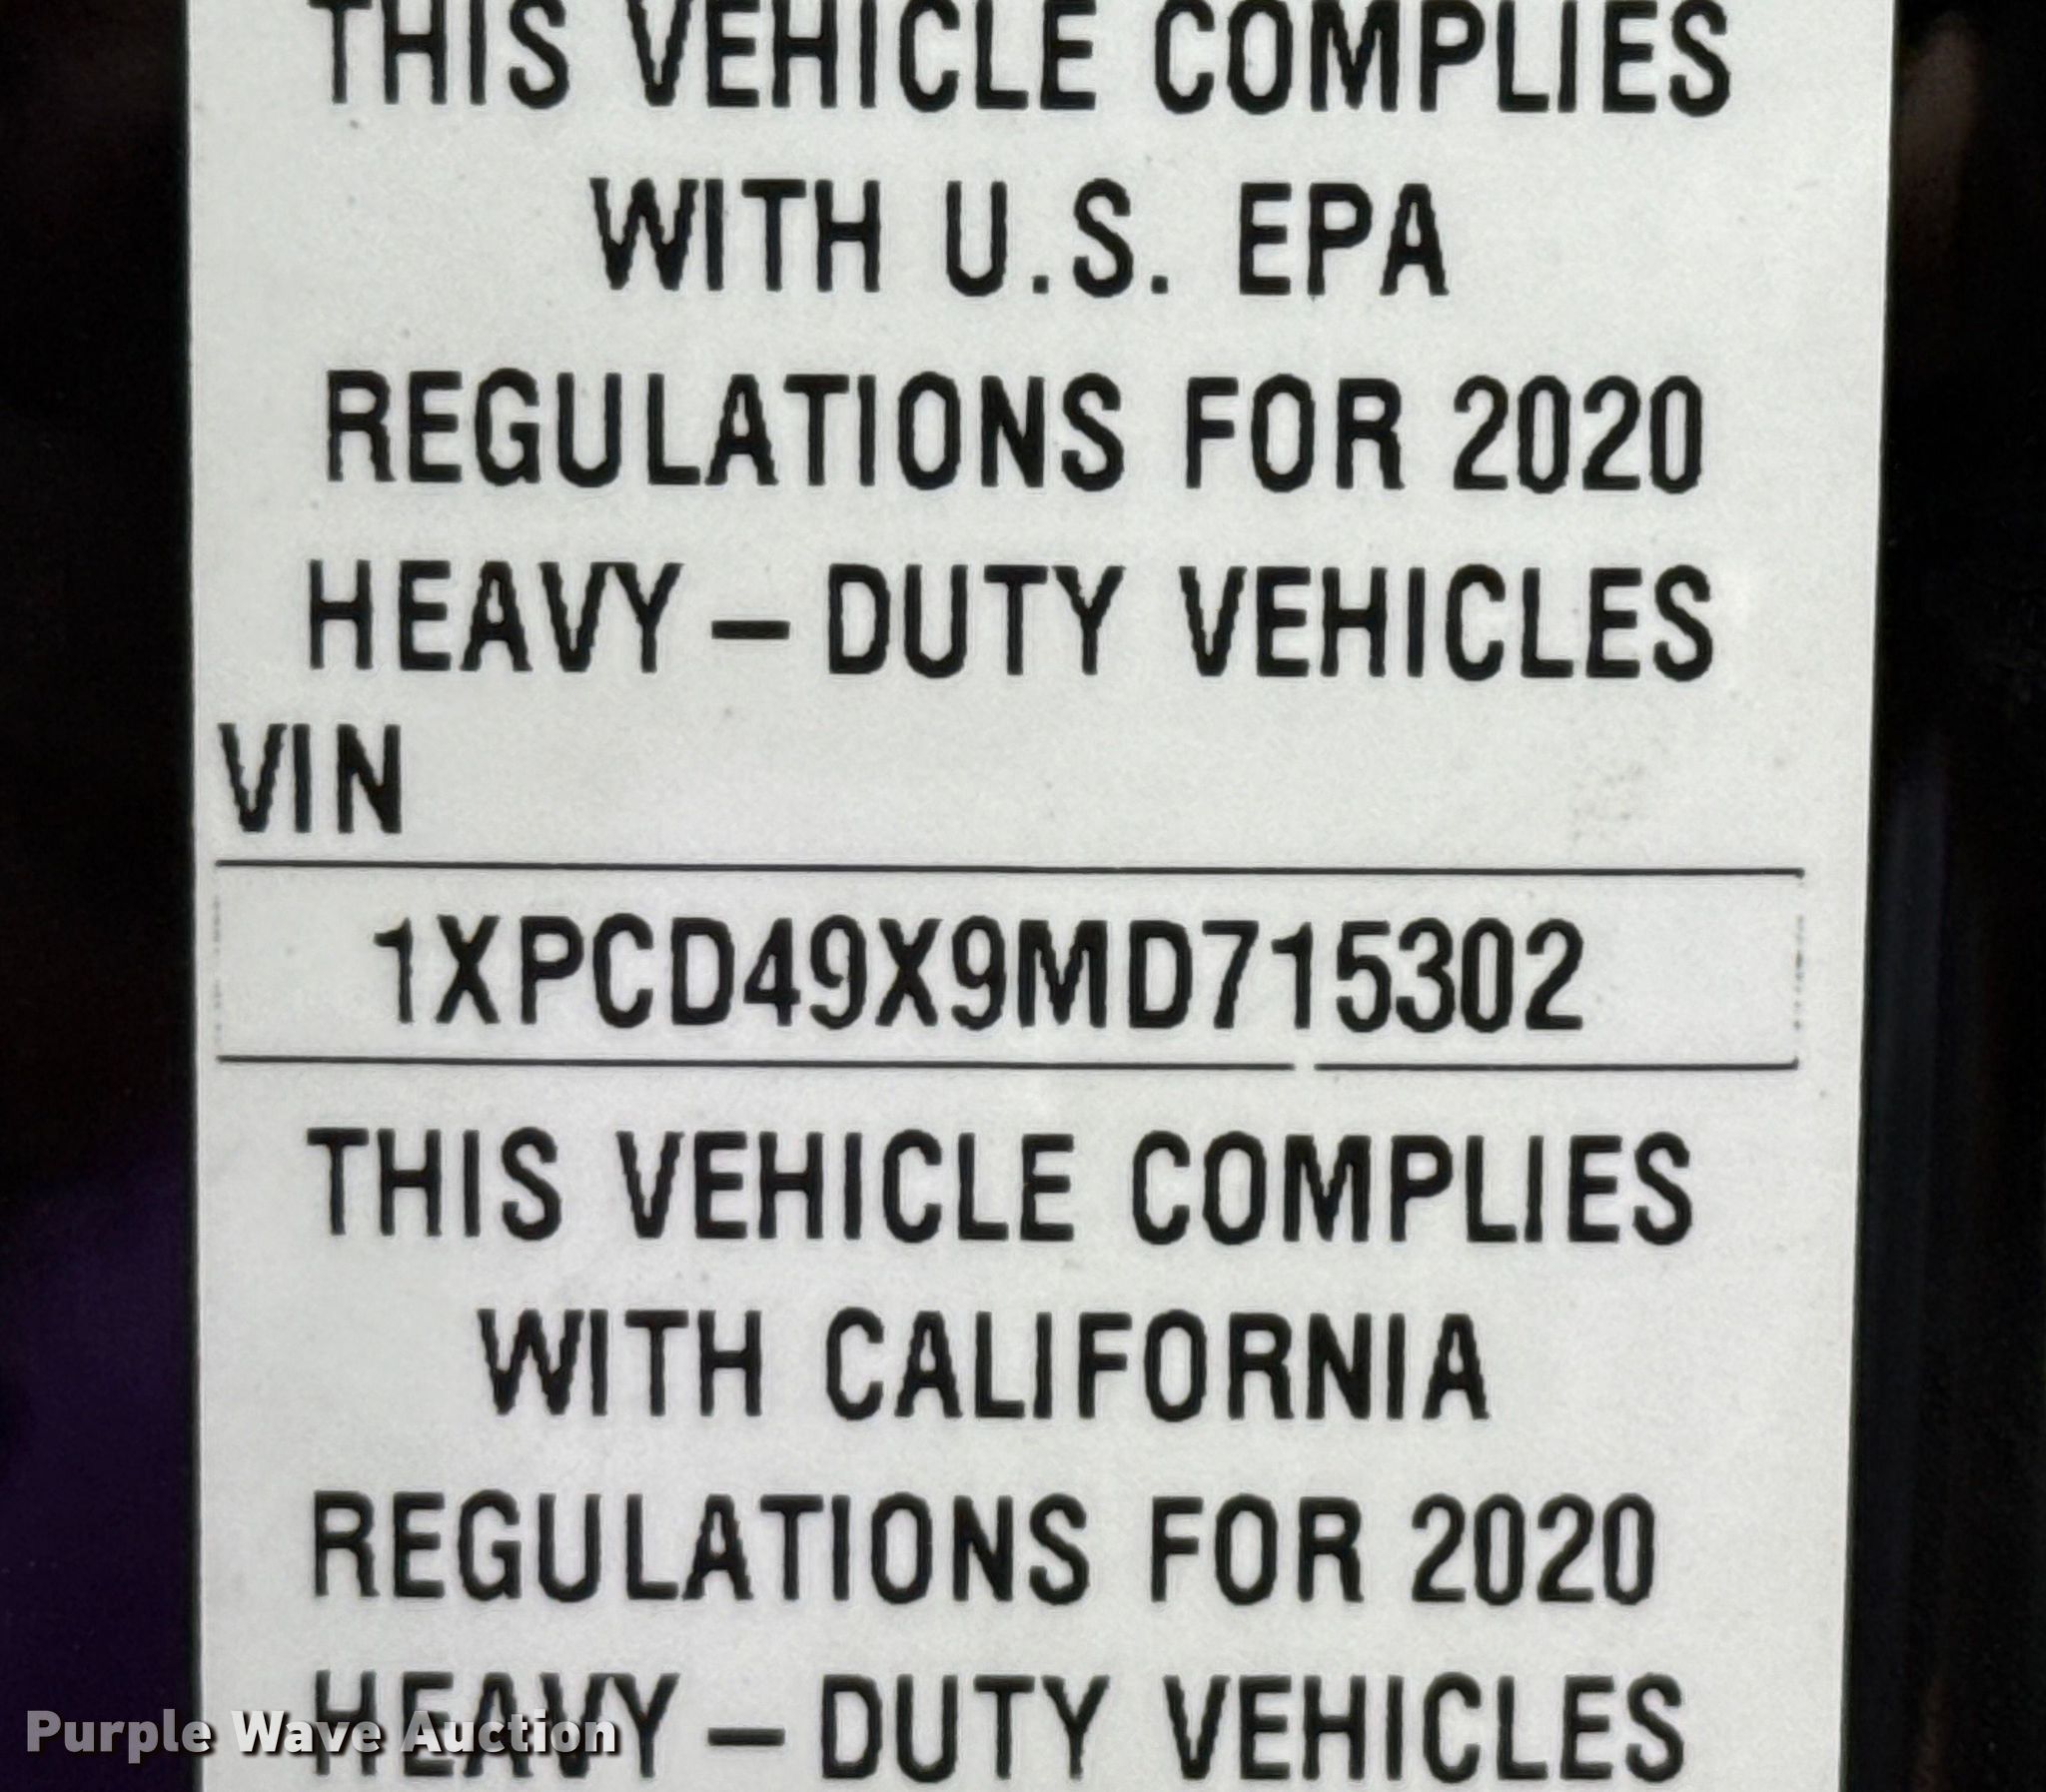 THIS VEHICLE COMPLIES
WITH U.S. EPA
REGULATIONS FOR 2020
HEAVY – DUTY VEHICLES
VIN
1XPCD49X9MD715302
THIS VEHICLE COMPLIES
WITH CALIFORNIA
REGULATIONS FOR 2020
HEAVY – DUTY VEHICLES
Purple Wave Auction